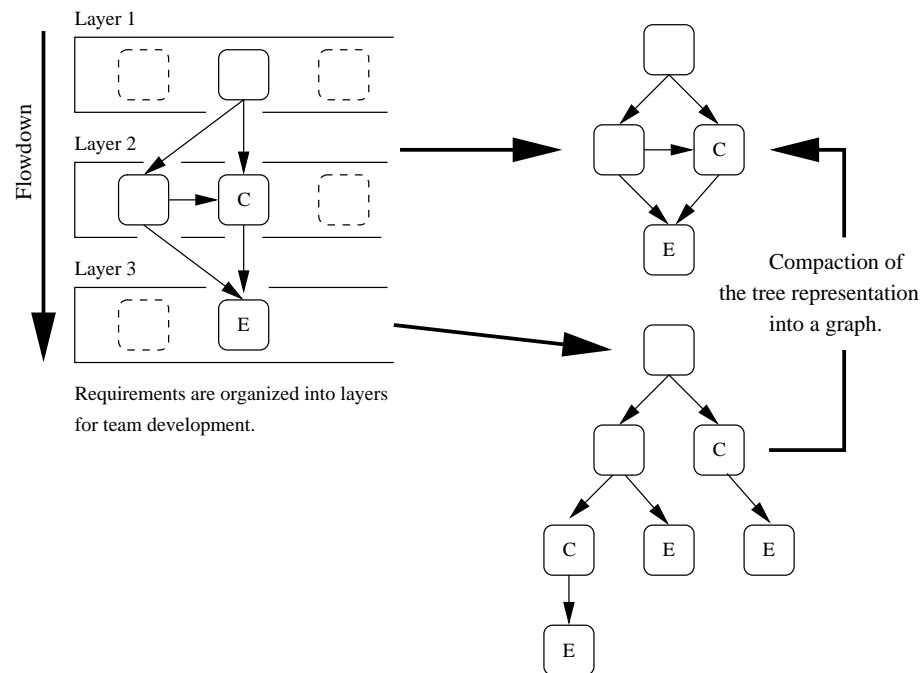 Layer 1
Flowdown
Layer 2
C
Layer 3
E
Requirements are organized into layers
for team development.
C
E
Compaction of
the tree representation
into a graph.
C
C
E
E
E